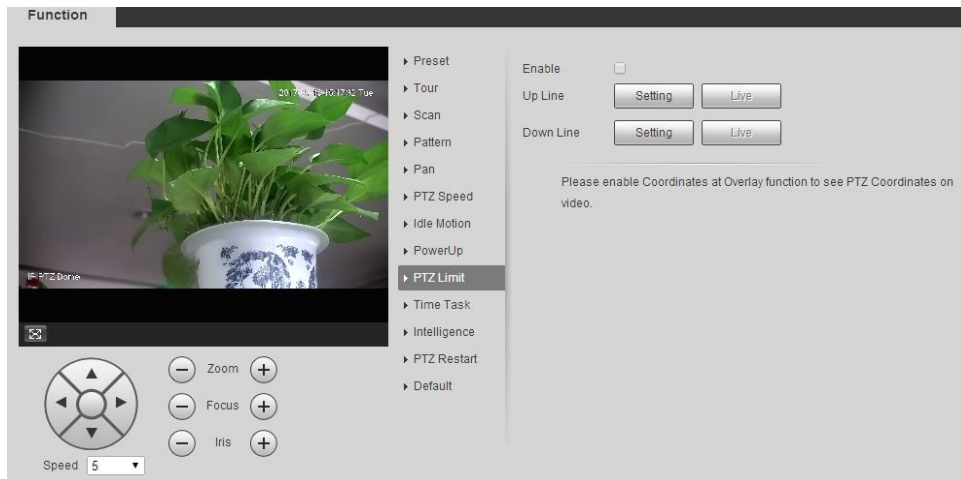 Function
2017
Tue
IP PTZ Dome
Zoom
Focus
Iris
Speed 5
Preset
Tour
Scan
Pattern
Pan
PTZ Speed
Idle Motion
PowerUp
PTZ Limit
Time Task
Intelligence
PTZ Restart
Default
Enable
Up Line Setting Live
Down Line Setting Live
Please enable Coordinates at Overlay function to see PTZ Coordinates on
video.